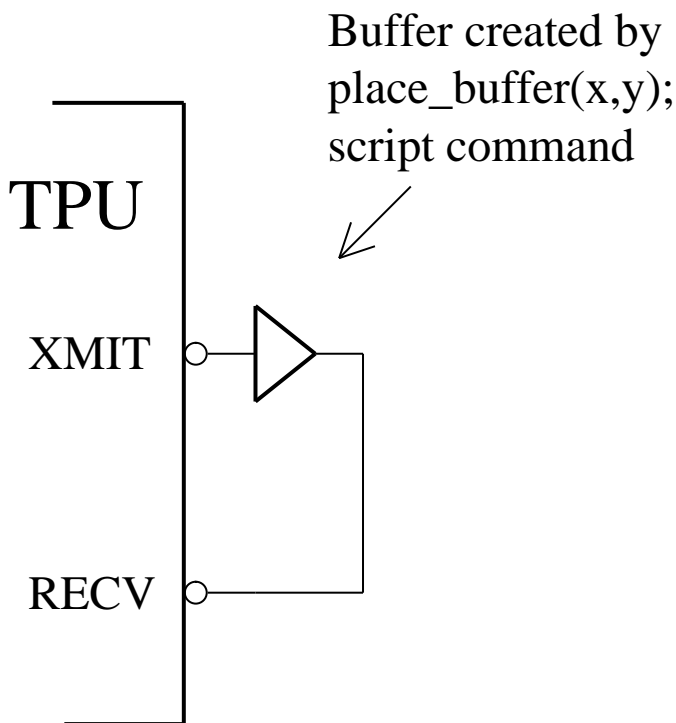 Buffer created by
place_buffer(x,y);
script command
TPU
XMIT
RECV